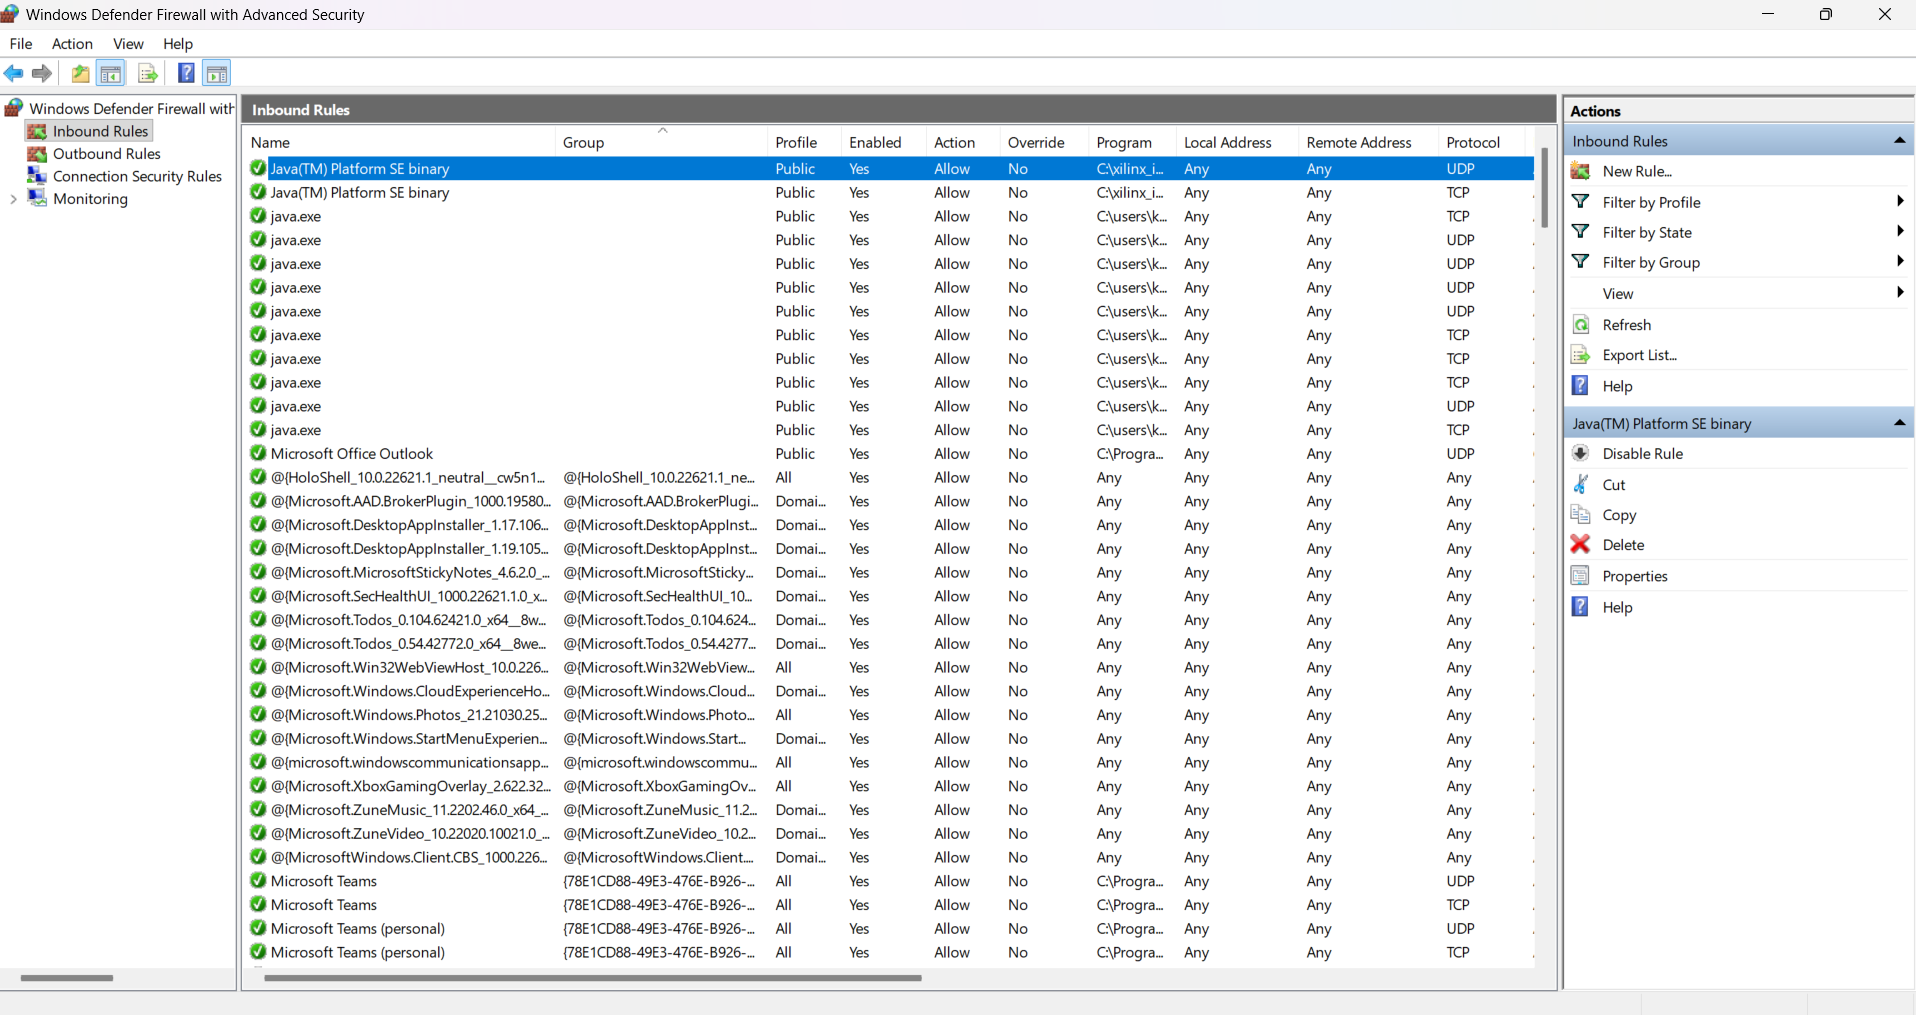 Windows Defender Firewall with Advanced Security
File Action View Help
Windows Defender Firewall with
Inbound Rules
Outbound Rules
Connection Security Rules
Monitoring
Inbound Rules
Name Group Profile Enabled Action Override Program Local Address Remote Address Protocol
Java(TM) Platform SE binary Public Yes Allow No C:\xilinx_i... Any Any UDP
Java(TM) Platform SE binary Public Yes Allow No C:\xilinx_i... Any Any TCP
java.exe Public Yes Allow No C:\users\k... Any Any TCP
java.exe Public Yes Allow No C:\users\k... Any Any UDP
java.exe Public Yes Allow No C:\users\k... Any Any UDP
java.exe Public Yes Allow No C:\users\k... Any Any UDP
java.exe Public Yes Allow No C:\users\k... Any Any UDP
java.exe Public Yes Allow No C:\users\k... Any Any TCP
java.exe Public Yes Allow No C:\users\k... Any Any TCP
java.exe Public Yes Allow No C:\users\k... Any Any TCP
java.exe Public Yes Allow No C:\users\k... Any Any UDP
java.exe Public Yes Allow No C:\users\k... Any Any TCP
Microsoft Office Outlook Public Yes Allow No C:\Progra... Any Any UDP
@{HoloShell_10.0.22621.1_neutral__cw5n1... @{HoloShell_10.0.22621.1_ne... All Yes Allow No Any Any Any Any
@{Microsoft.AAD.BrokerPlugin_1000.19580... @{Microsoft.AAD.BrokerPlugi... Domai... Yes Allow No Any Any Any Any
@{Microsoft.DesktopAppInstaller_1.17.106... @{Microsoft.DesktopAppInst... Domai... Yes Allow No Any Any Any Any
@{Microsoft.DesktopAppInstaller_1.19.105... @{Microsoft.DesktopAppInst... Domai... Yes Allow No Any Any Any Any
@{Microsoft.MicrosoftStickyNotes_4.6.2.0_... @{Microsoft.MicrosoftSticky... Domai... Yes Allow No Any Any Any Any
@{Microsoft.SecHealthUI_1000.22621.1.0_x... @{Microsoft.SecHealthUI_10... Domai... Yes Allow No Any Any Any Any
@{Microsoft.Todos_0.104.62421.0_x64__8w... @{Microsoft.Todos_0.104.624... Domai... Yes Allow No Any Any Any Any
@{Microsoft.Todos_0.54.42772.0_x64__8we... @{Microsoft.Todos_0.54.4277... Domai... Yes Allow No Any Any Any Any
@{Microsoft.Win32WebViewHost_10.0.226... @{Microsoft.Win32WebView... All Yes Allow No Any Any Any Any
@{Microsoft.Windows.CloudExperienceHo... @{Microsoft.Windows.Cloud... Domai... Yes Allow No Any Any Any Any
@{Microsoft.Windows.Photos_21.21030.25... @{Microsoft.Windows.Photo... All Yes Allow No Any Any Any Any
@{Microsoft.Windows.StartMenuExperien... @{Microsoft.Windows.Start... Domai... Yes Allow No Any Any Any Any
@{microsoft.windowscommunicationsapp... @{microsoft.windowscommu... All Yes Allow No Any Any Any Any
@{Microsoft.XboxGamingOverlay_2.622.32... @{Microsoft.XboxGamingOv... All Yes Allow No Any Any Any Any
@{Microsoft.ZuneMusic_11.2202.46.0_x64_... @{Microsoft.ZuneMusic_11.2... Domai... Yes Allow No Any Any Any Any
@{Microsoft.ZuneVideo_10.22020.10021.0_... @{Microsoft.ZuneVideo_10.2... Domai... Yes Allow No Any Any Any Any
@{MicrosoftWindows.Client.CBS_1000.226... @{MicrosoftWindows.Client.... Domai... Yes Allow No Any Any Any Any
Microsoft Teams {78E1CD88-49E3-476E-B926-... All Yes Allow No C:\Progra... Any Any UDP
Microsoft Teams {78E1CD88-49E3-476E-B926-... All Yes Allow No C:\Progra... Any Any TCP
Microsoft Teams (personal) {78E1CD88-49E3-476E-B926-... All Yes Allow No C:\Progra... Any Any UDP
Microsoft Teams (personal) {78E1CD88-49E3-476E-B926-... All Yes Allow No C:\Progra... Any Any TCP
Actions
Inbound Rules
New Rule...
Filter by Profile
Filter by State
Filter by Group
View
Refresh
Export List...
Help
Java(TM) Platform SE binary
Disable Rule
Cut
Copy
Delete
Properties
Help